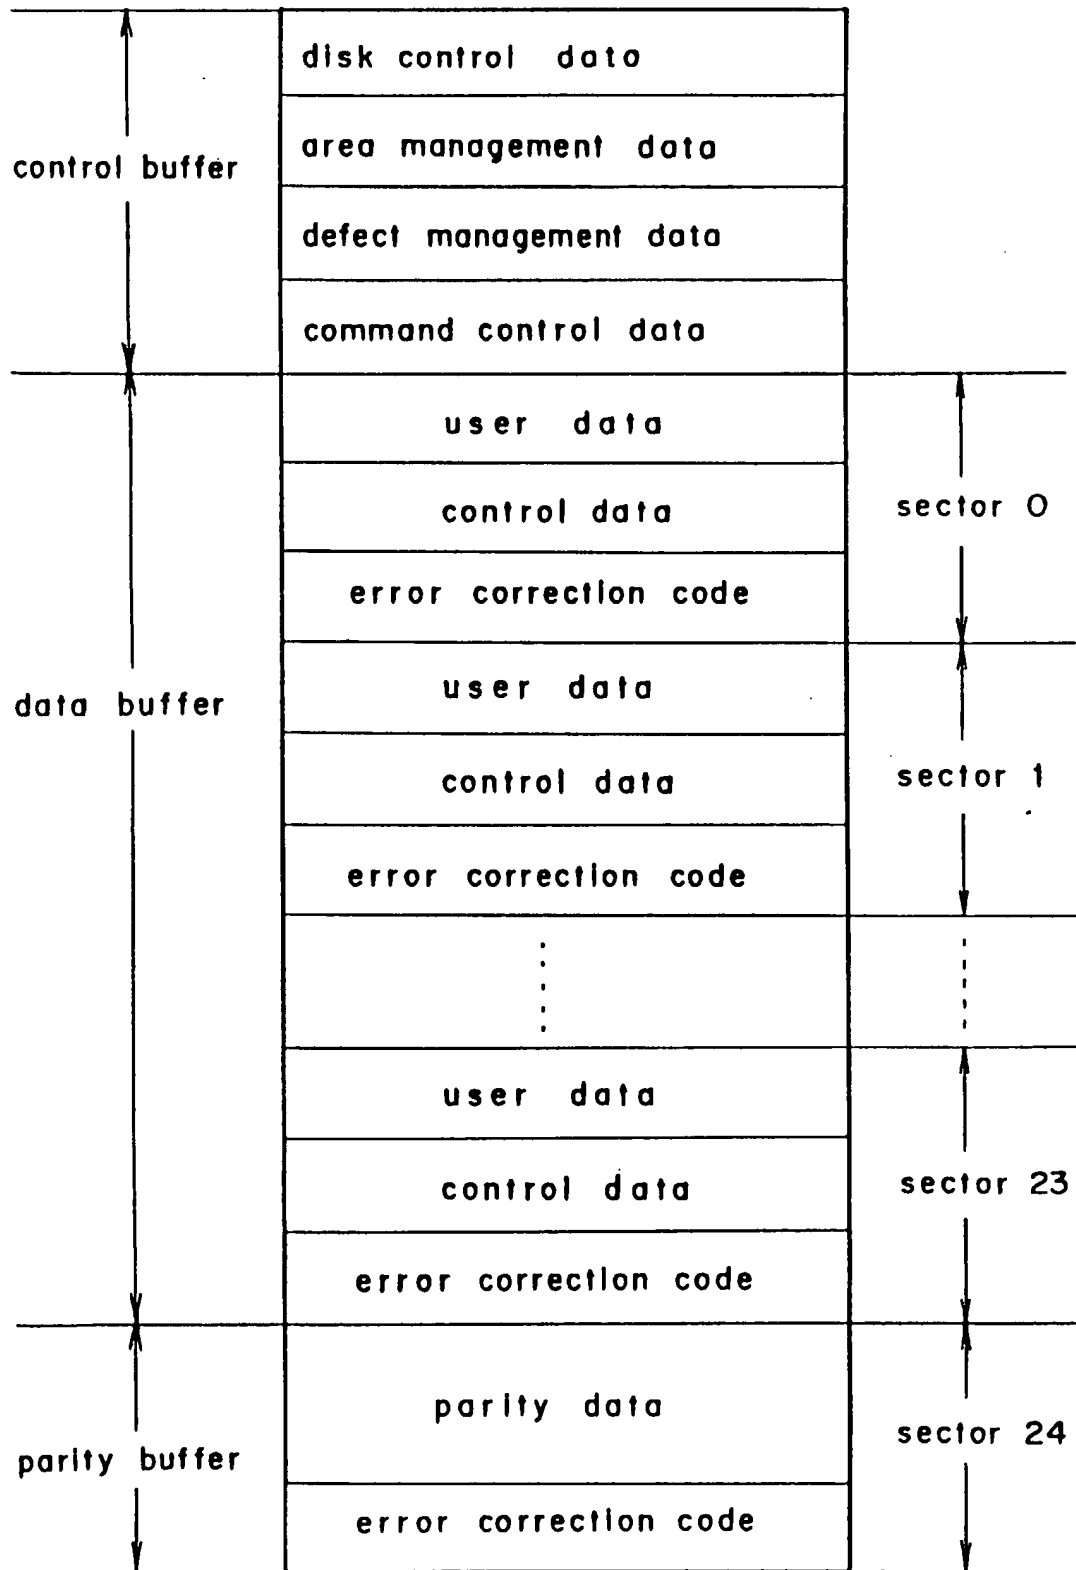 disk control data
area management data
control buffer
defect management data
command control data
user data
control data
sector 0
error correction code
user data
data buffer
control data
sector 1
error correction code
user data
control data
sector 23
error correction code
parity data
sector 24
parity buffer
error correction code